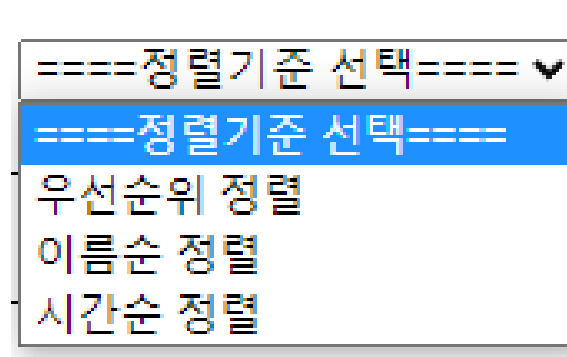 ====정렬기준 선택====
====정렬기준 선택====
우선순위 정렬
이름순 정렬
시간순 정렬